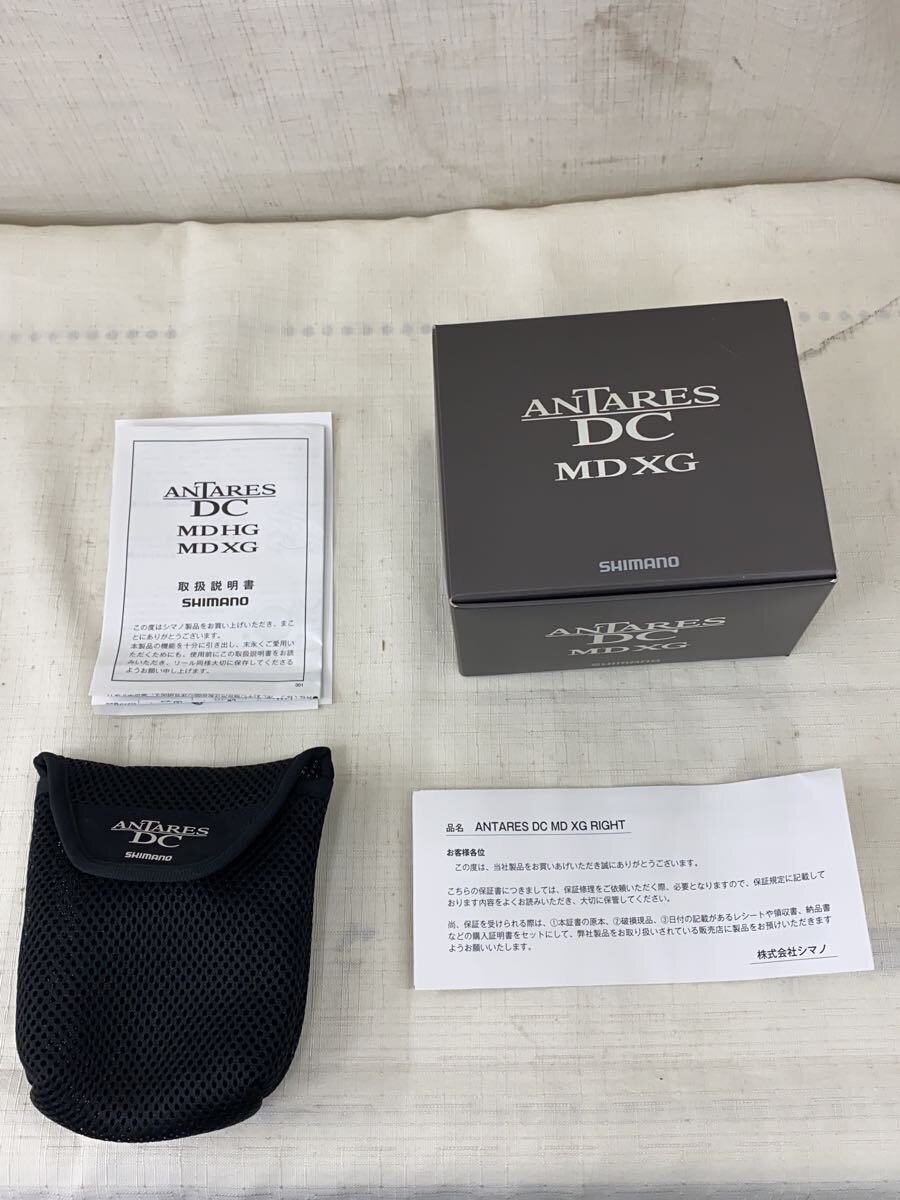 ANTARES
DC
MD XG
SHIMANO
ANTARES
DC
SHIMANO
ANTARES
DC
MD HG
MD XG
取扱説明書
SHIMANO
この度はシマノ製品をお買い上げいただき、まこ
とにありがとうございます。
本製品の機能を十分に引き出し、末永くご愛用い
ただくためにも、使用前にこの取扱説明書をお読
みいただき、リール同様大切に保存してくださる
ようお願い申し上げます。
301
ANTARES
DC
SHIMANO
品名 ANTARES DC MD XG RIGHT
お客様各位
この度は、当社製品をお買いあげいただき誠にありがとうございます。
こちらの保証書につきましては、保証修理をご依頼いただく際、必要となりますので、保証規定に記載して
おります内容をよくお読みいただき、大切に保管してください。
尚、保証を受けられる際は、①本証書の原本、②破損現品、③日付の記載があるレシートや領収書、納品書
などの購入証明書をセットにして、弊社製品をお取り扱いされている販売店に製品をお預けいただきます
ようお願いいたします。
株式会社シマノ